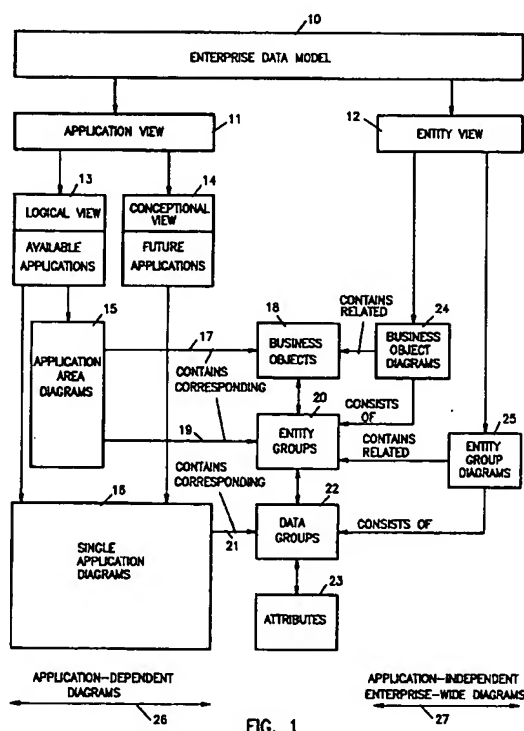 10
ENTERPRISE DATA MODEL
APPLICATION VIEW
11
12
ENTITY VIEW
13
14
LOGICAL VIEW
CONCEPTIONAL VIEW
AVAILABLE
APPLICATIONS
FUTURE
APPLICATIONS
15
APPLICATION
AREA
DIAGRAMS
17
CONTAINS
CORRESPONDING
18
BUSINESS
OBJECTS
CONTAINS
RELATED
24
BUSINESS
OBJECT
DIAGRAMS
19
20
ENTITY
GROUPS
CONSISTS
OF
CONTAINS
RELATED
25
ENTITY
GROUP
DIAGRAMS
CONTAINS
CORRESPONDING
16
SINGLE
APPLICATION
DIAGRAMS
21
22
DATA
GROUPS
CONSISTS OF
23
ATTRIBUTES
APPLICATION-DEPENDENT
DIAGRAMS
26
APPLICATION-INDEPENDENT
ENTERPRISE-WIDE DIAGRAMS
27
FIG. 1